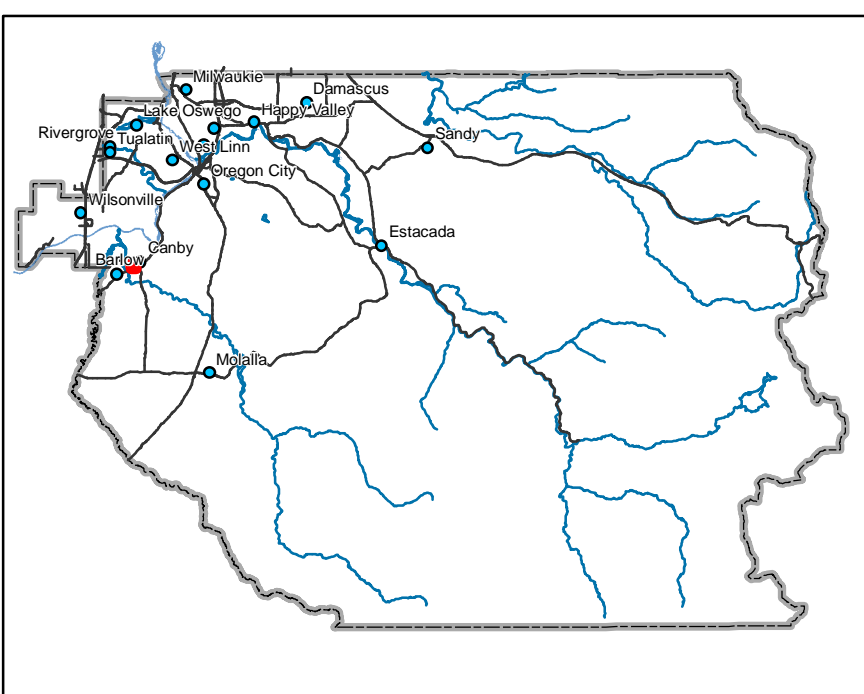 Milwaukie
Damascus
Lake Oswego
Happy Valley
Rivergrove
Tualatin
West Linn
Sandy
Oregon City
Wilsonville
Estacada
Canby
Barlow
Molalla